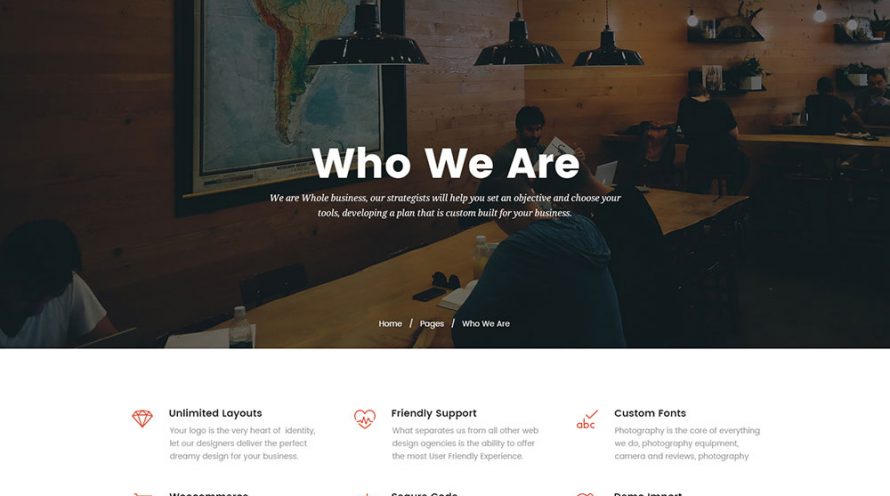 Who We Are
We are Whole business, our strategists will help you set an objective and choose your
tools, developing a plan that is custom built for your business.
Home / Pages / Who We Are
Unlimited Layouts
Your logo is the very heart of identity,
let our designers deliver the perfect
dreamy design for your business.
Friendly Support
What separates us from all other web
design agencies is the ability to offer
the most User Friendly Experience.
abc
Custom Fonts
Photography is the core of everything
we do, photography equipment,
camera and reviews, photography
Woocommerce
Demo Import